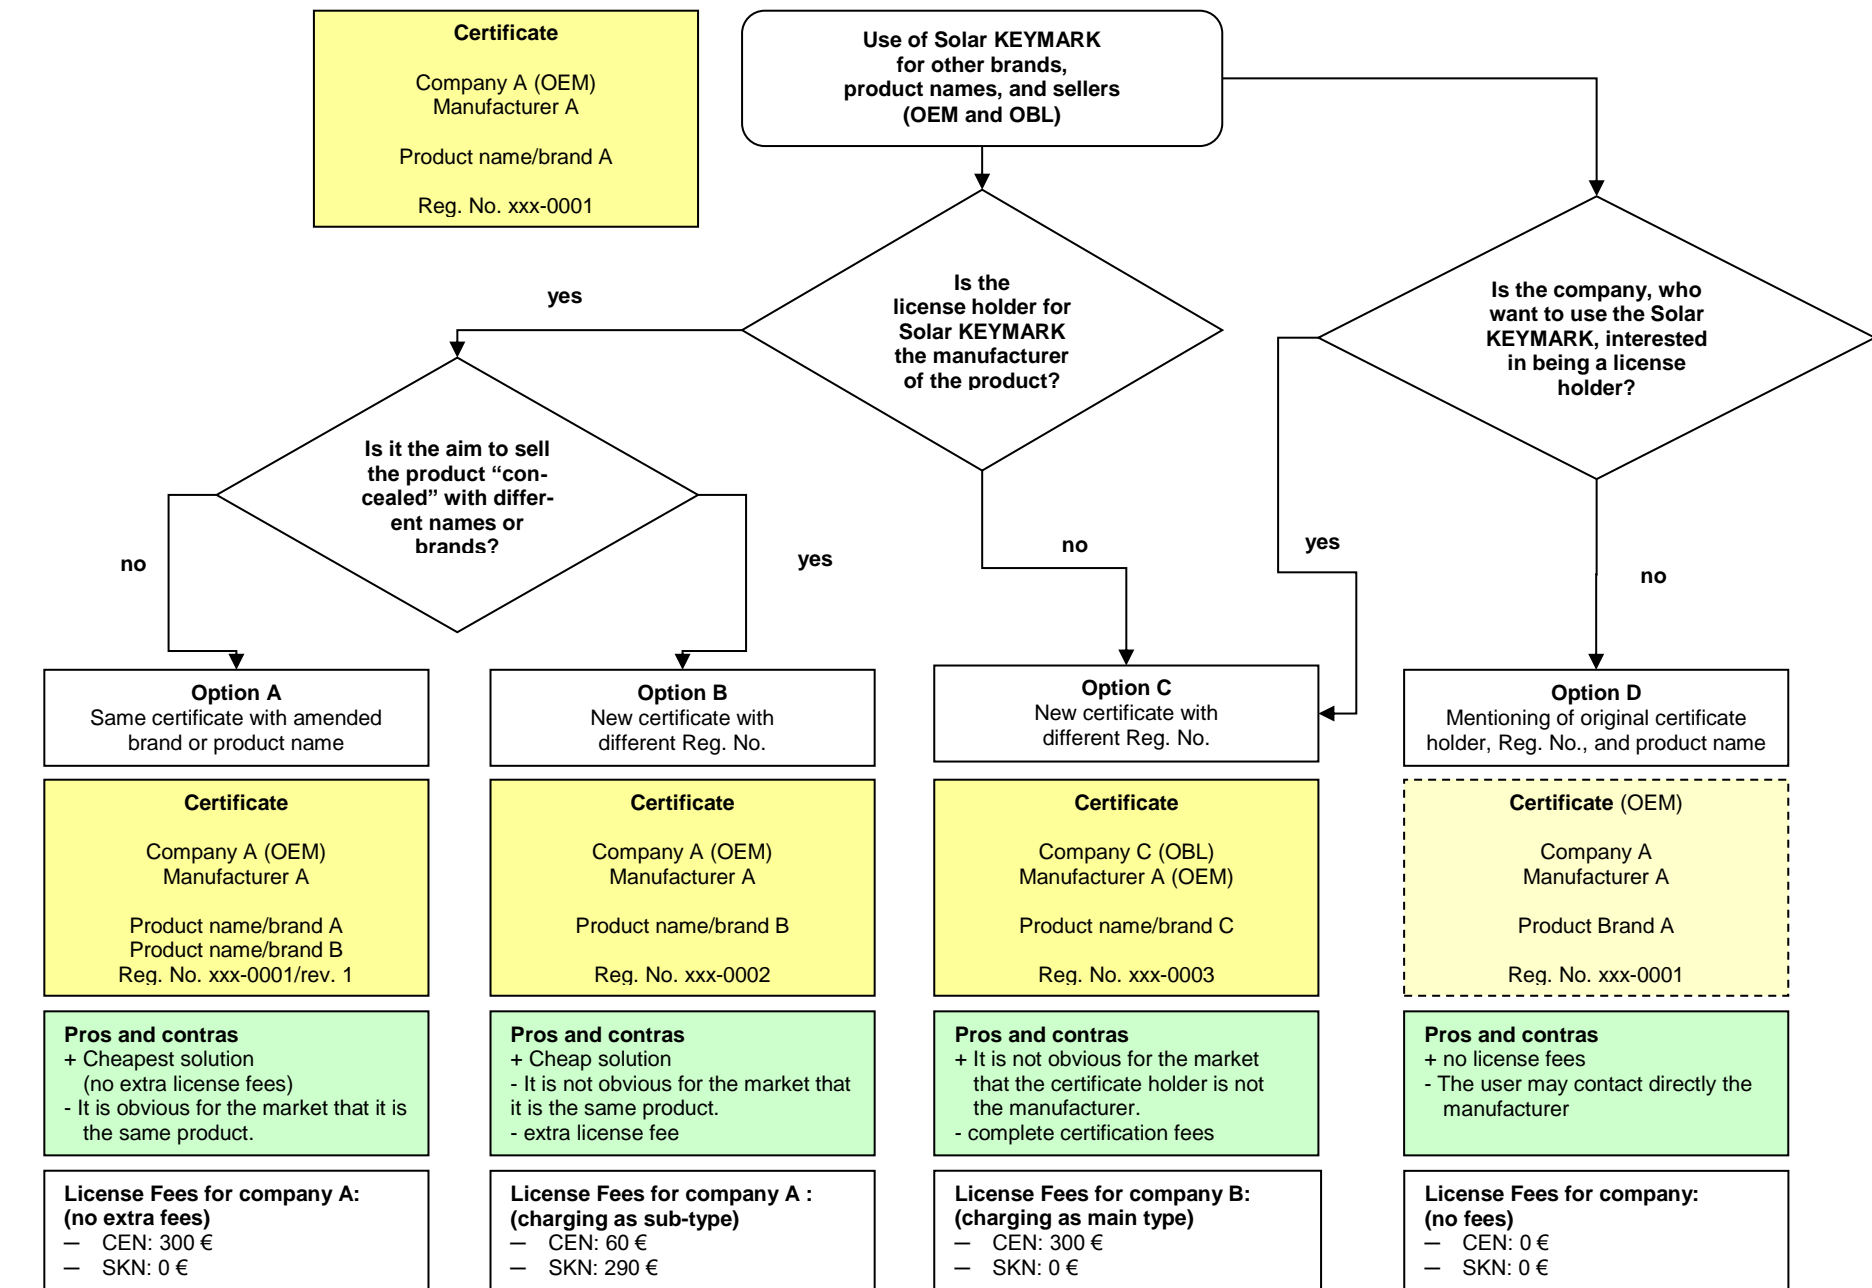 Certificate
Company A (OEM)
Manufacturer A
Product name/brand A
Reg. No. xxx-0001
Use of Solar KEYMARK
for other brands,
product names, and sellers
(OEM and OBL)
Is the
license holder for
Solar KEYMARK
the manufacturer
of the product?
Is the company, who
want to use the Solar
KEYMARK, interested
in being a license
holder?
yes
Is it the aim to sell
the product “con-
cealed” with differ-
ent names or
brands?
no
yes
no
yes
no
Option A
Same certificate with amended
brand or product name
Option B
New certificate with
different Reg. No.
Option C
New certificate with
different Reg. No.
Option D
Mentioning of original certificate
holder, Reg. No., and product name
Certificate
Company A (OEM)
Manufacturer A
Product name/brand A
Product name/brand B
Reg. No. xxx-0001/rev. 1
Certificate
Company A (OEM)
Manufacturer A
Product name/brand B
Reg. No. xxx-0002
Certificate
Company C (OBL)
Manufacturer A (OEM)
Product name/brand C
Reg. No. xxx-0003
Certificate (OEM)
Company A
Manufacturer A
Product Brand A
Reg. No. xxx-0001
Pros and contras
+ Cheapest solution
(no extra license fees)
- It is obvious for the market that it is
the same product.
Pros and contras
+ Cheap solution
- It is not obvious for the market that
it is the same product.
- extra license fee
Pros and contras
+ It is not obvious for the market
that the certificate holder is not
the manufacturer.
- complete certification fees
Pros and contras
+ no license fees
- The user may contact directly the
manufacturer
License Fees for company A:
(no extra fees)
— CEN: 300 €
— SKN: 0 €
License Fees for company A :
(charging as sub-type)
— CEN: 60 €
— SKN: 290 €
License Fees for company B:
(charging as main type)
— CEN: 300 €
— SKN: 0 €
License Fees for company:
(no fees)
— CEN: 0 €
— SKN: 0 €